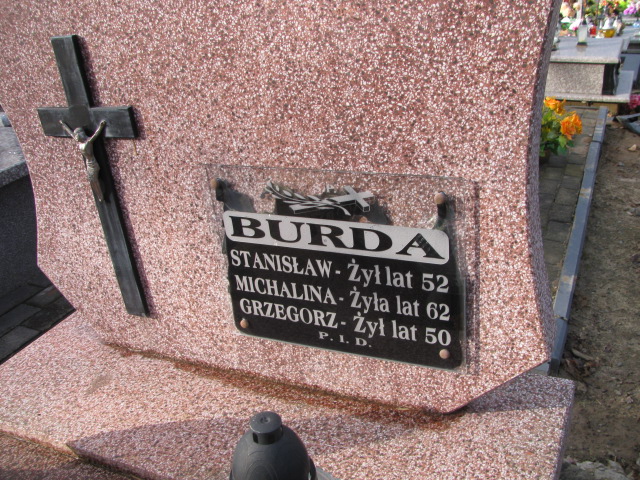 BURDA
STANISŁAW - Żył lat 52
MICHALINA - Żyła lat 62
GRZEGORZ - Żył lat 50
P. I. D.